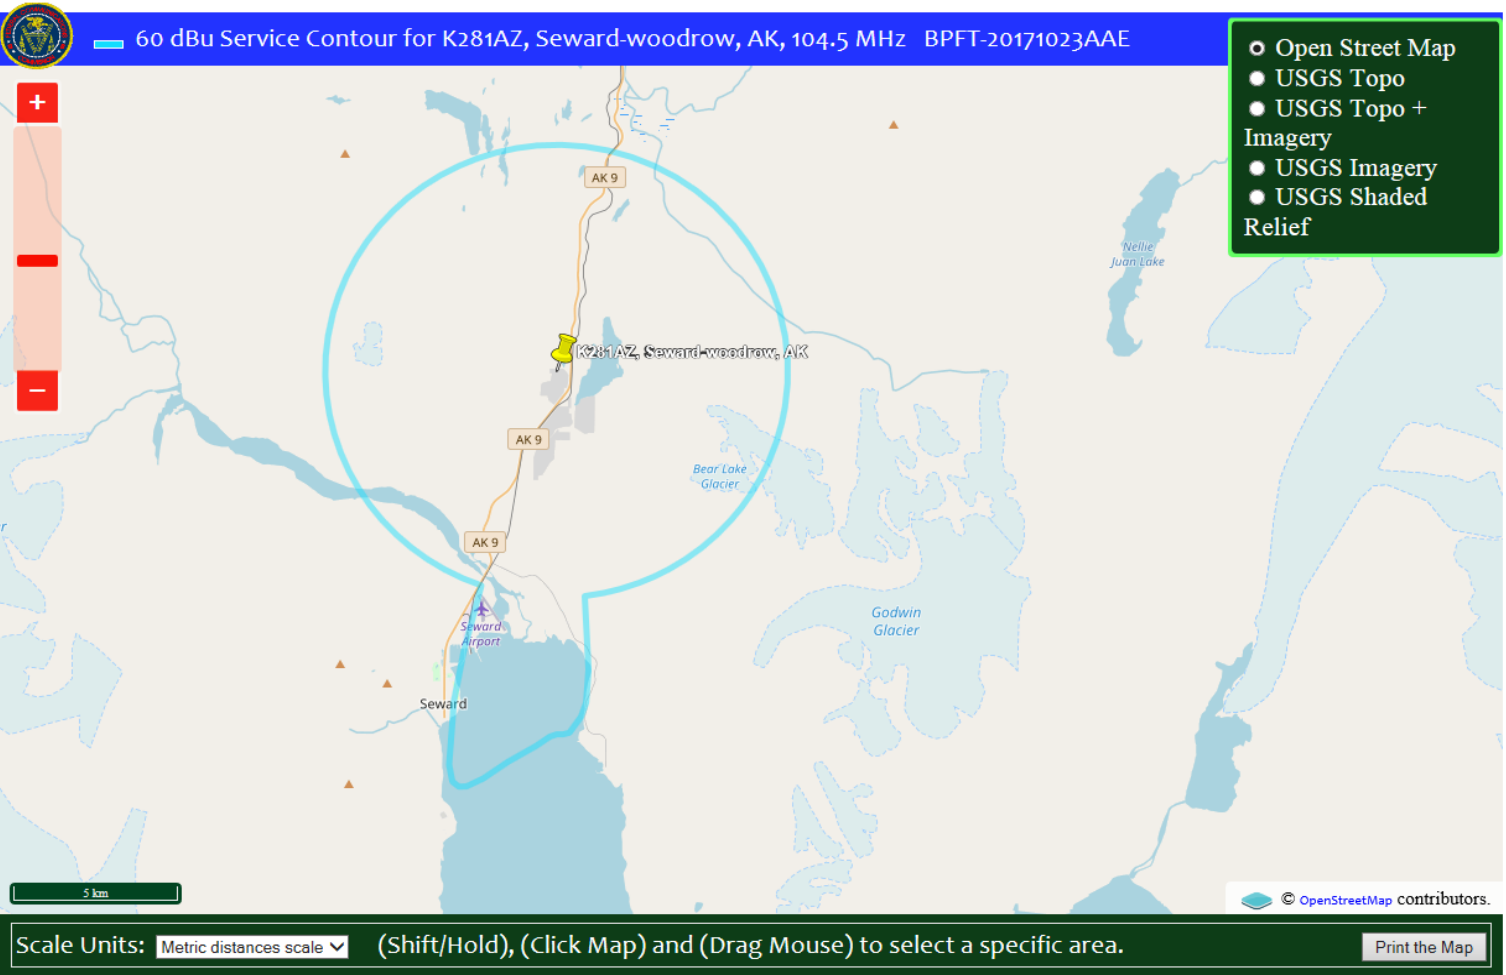 60 dBu Service Contour for K281AZ, Seward-woodrow, AK, 104.5 MHz BPFT-20171023AAE
Open Street Map
USGS Topo
USGS Topo +
Imagery
USGS Imagery
USGS Shaded
Relief
+
−
AK 9
Nellie
Juan Lake
K281AZ, Seward-woodrow, AK
AK 9
Bear Lake
Glacier
AK 9
Godwin
Glacier
Seward
Airport
Seward
5 km
© OpenStreetMap contributors.
Scale Units: Metric distances scale (Shift/Hold), (Click Map) and (Drag Mouse) to select a specific area. Print the Map